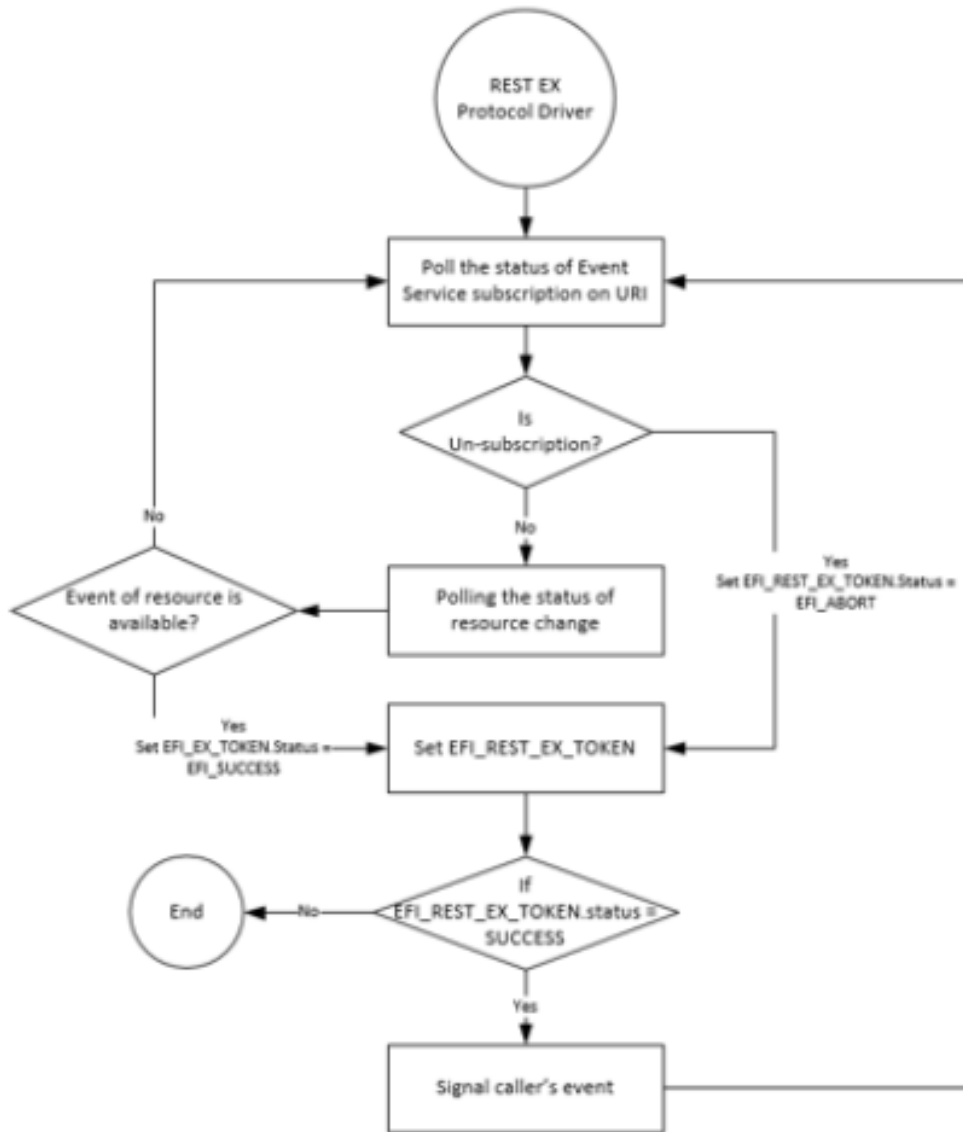 REST EX
Protocol Driver
Poll the status of Event
Service subscription on URI
Is
Un-subscription?
No
No
Yes
Set EFI_REST_EX_TOKEN.Status =
EFI_ABORT
Event of resource is
available?
Polling the status of
resource change
Yes
Set EFI_EX_TOKEN.Status =
EFI_SUCCESS
Set EFI_REST_EX_TOKEN
If
EFI_REST_EX_TOKEN.status =
SUCCESS
End
No
Yes
Signal caller's event